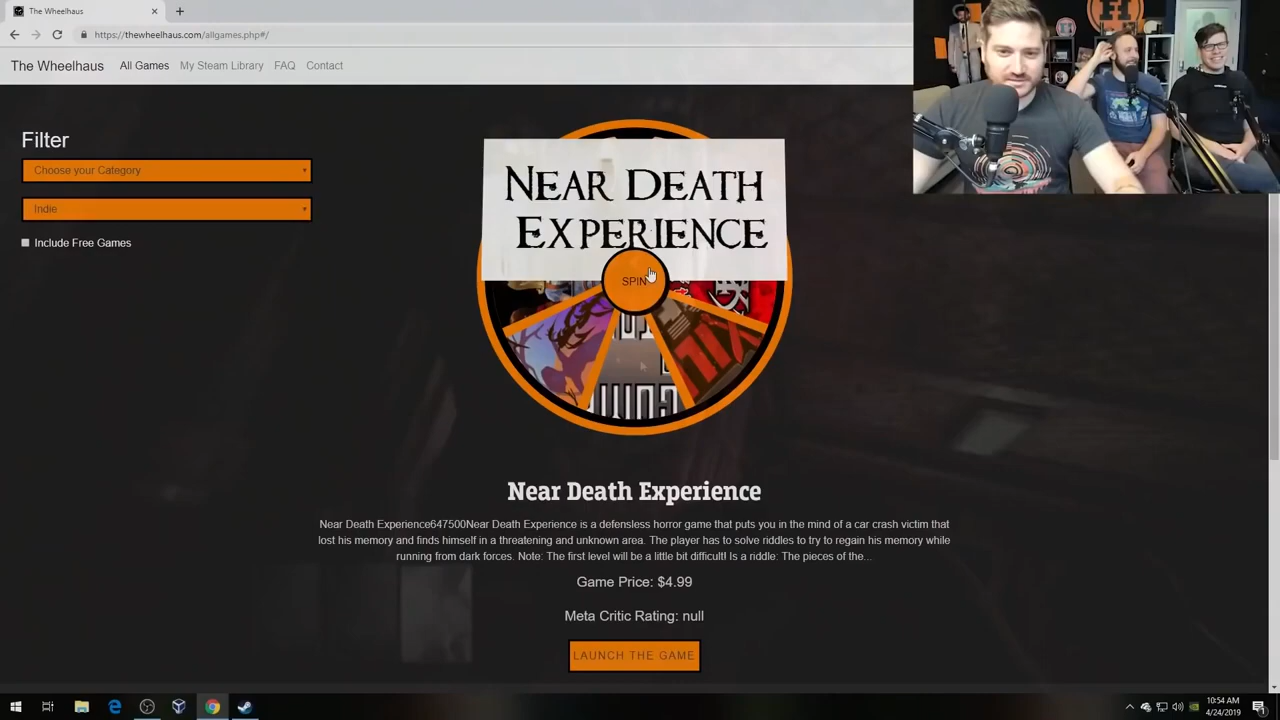 The Wheelhaus
https://thewheelhaus.com/allgames.php#/
The Wheelhaus All Games My Steam Library FAQ Contact
Filter
Choose your Category
Indie
Include Free Games
NEAR DEATH
EXPERIENCE
SPIN
Near Death Experience
Near Death Experience647500Near Death Experience is a defensless horror game that puts you in the mind of a car crash victim that
lost his memory and finds himself in a threatening and unknown area. The player has to solve riddles to try to regain his memory while
running from dark forces. Note: The first level will be a little bit difficult! Is a riddle: The pieces of the...
Game Price: $4.99
Meta Critic Rating: null
LAUNCH THE GAME
10:54 AM
4/24/2019